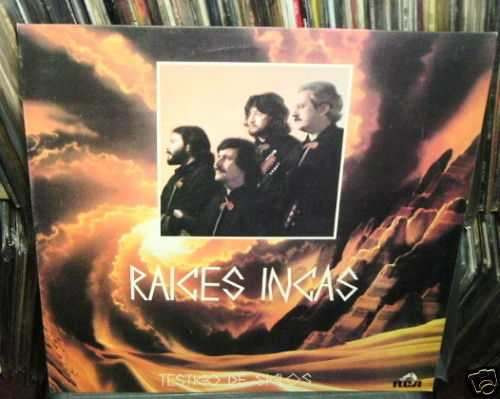 RAICES INCAS
TESTIGO DE SIGLOS
RCA